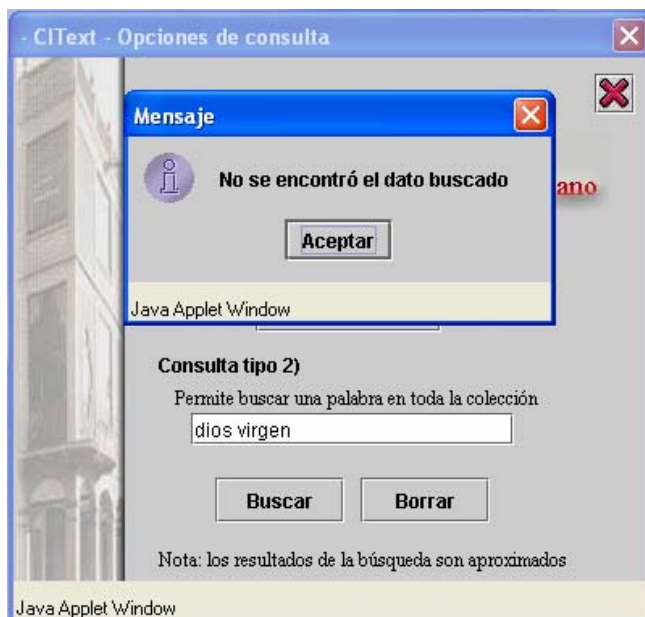 - CIText - Opciones de consulta
Mensaje
No se encontró el dato buscado
ano
Aceptar
Java Applet Window
Consulta tipo 2)
Permite buscar una palabra en toda la colección
dios virgen
Buscar
Borrar
Nota: los resultados de la búsqueda son aproximados
Java Applet Window